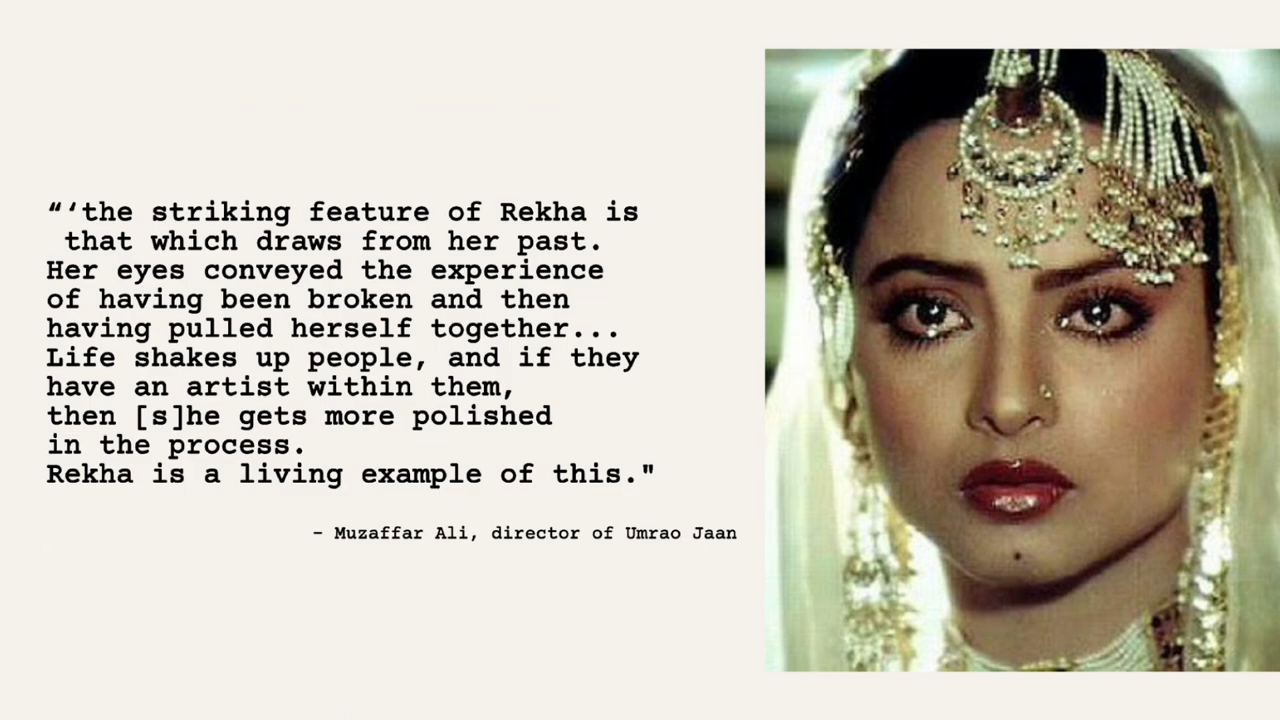 “‘the striking feature of Rekha is
that which draws from her past.
Her eyes conveyed the experience
of having been broken and then
having pulled herself together...
Life shakes up people, and if they
have an artist within them,
then [s]he gets more polished
in the process.
Rekha is a living example of this."
– Muzaffar Ali, director of Umrao Jaan